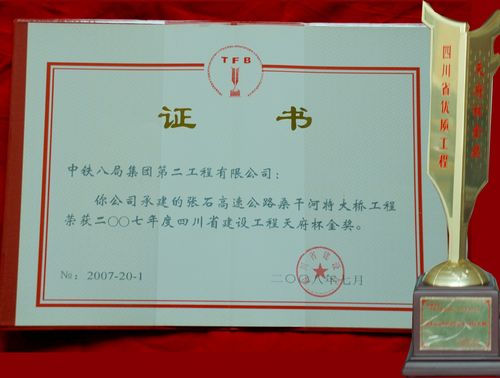 TFB
证 书
中铁八局集团第二工程有限公司：
你公司承建的张石高速公路桑干河特大桥工程
荣获二〇〇七年度四川省建设工程天府杯金奖。
№：2007-20-1
二〇〇八年七月
四川省优质工程
天府杯金奖